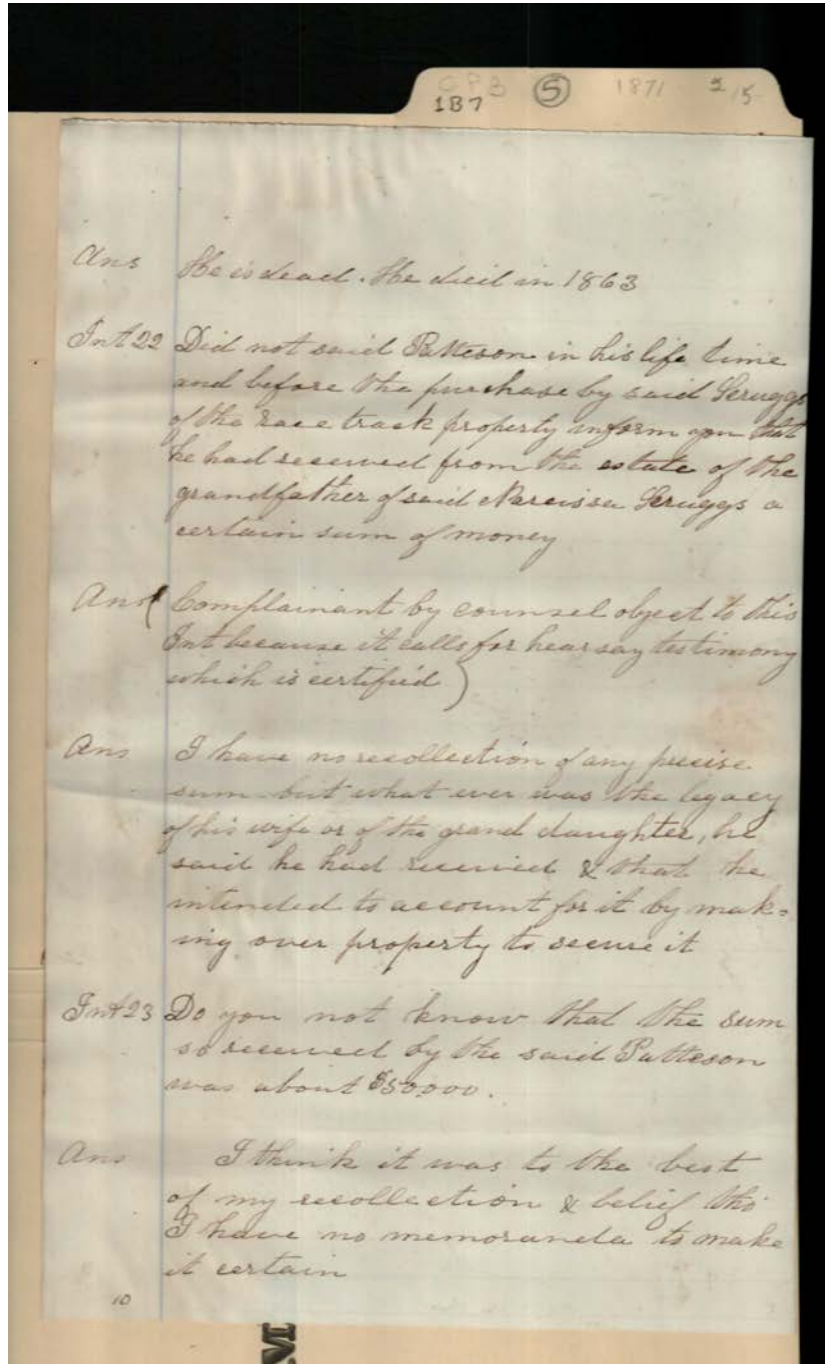 187 (5) 1871 2/15
Ans He is dead. He died in 1863
Int 22 Did not said Patteson in his life time
and before the purchase by said Scruggs
of the race track property inform you that
he had received from the estate of the
grandfather of said Narcissa Scruggs a
certain sum of money
Ans (Complainant by counsel object to this
Int because it calls for hear say testimony
which is certified)
Ans I have no recollection of any precise
sum but what ever was the legacy
of his wife or of the grand daughter, he
said he had received & that he
intended to account for it by mak=
ing over property to secure it
Int 23 Do you not know that the sum
so received by the said Patteson
was about $50000.
Ans I think it was to the best
of my recollection & belief tho'
I have no memoranda to make
it certain
10